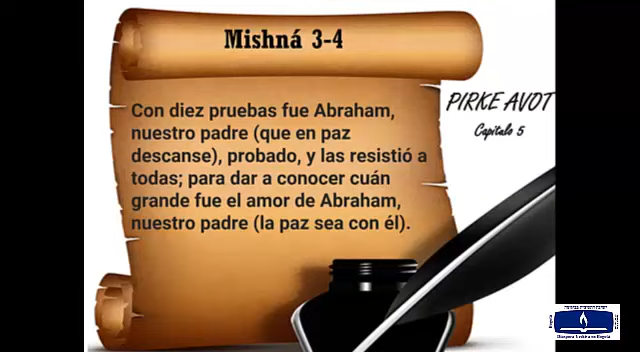 Mishná 3-4
Con diez pruebas fue Abraham,
nuestro padre (que en paz
descanse), probado, y las resistió a
todas; para dar a conocer cuán
grande fue el amor de Abraham,
nuestro padre (la paz sea con él).
PIRKE AVOT
Capitulo 5